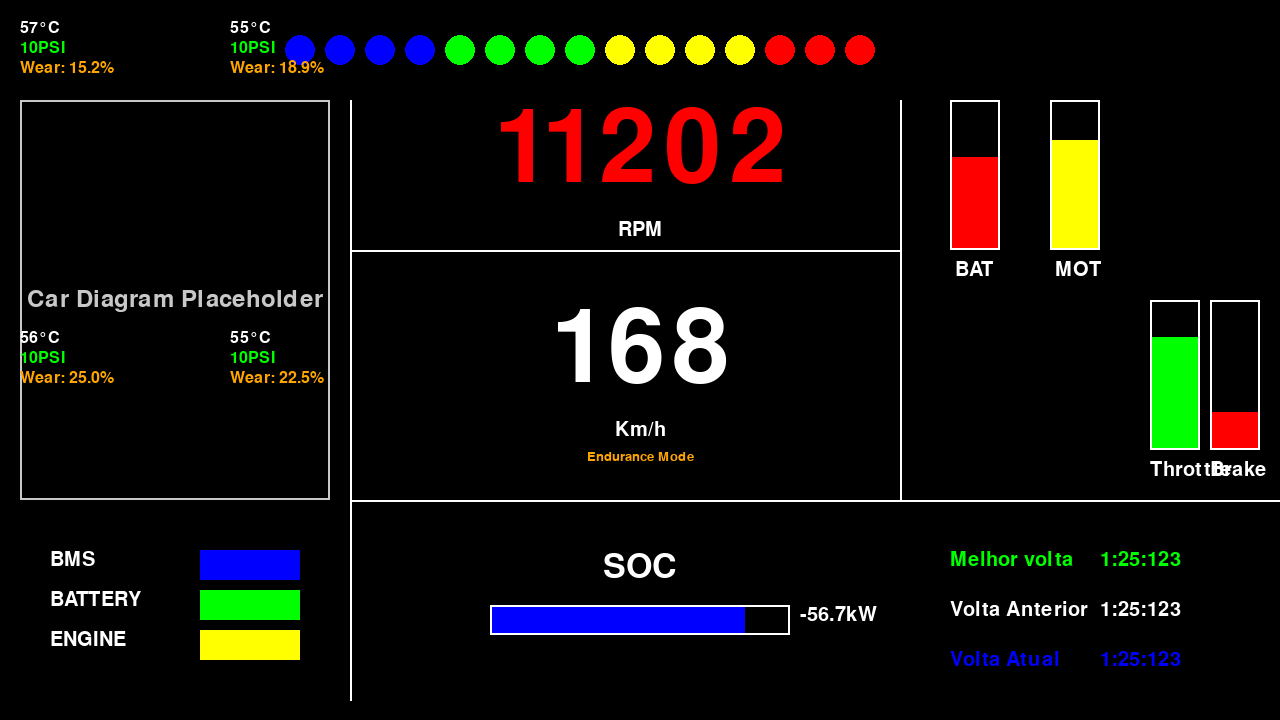 57°C
10PSI
Wear: 15.2%
55°C
10PSI
Wear: 18.9%
11202
RPM
BAT
MOT
Car Diagram Placeholder
56°C
10PSI
Wear: 25.0%
55°C
10PSI
Wear: 22.5%
168
Km/h
Endurance Mode
Throttle
Brake
BMS
BATTERY
ENGINE
SOC
-56.7kW
Melhor volta 1:25:123
Volta Anterior 1:25:123
Volta Atual 1:25:123